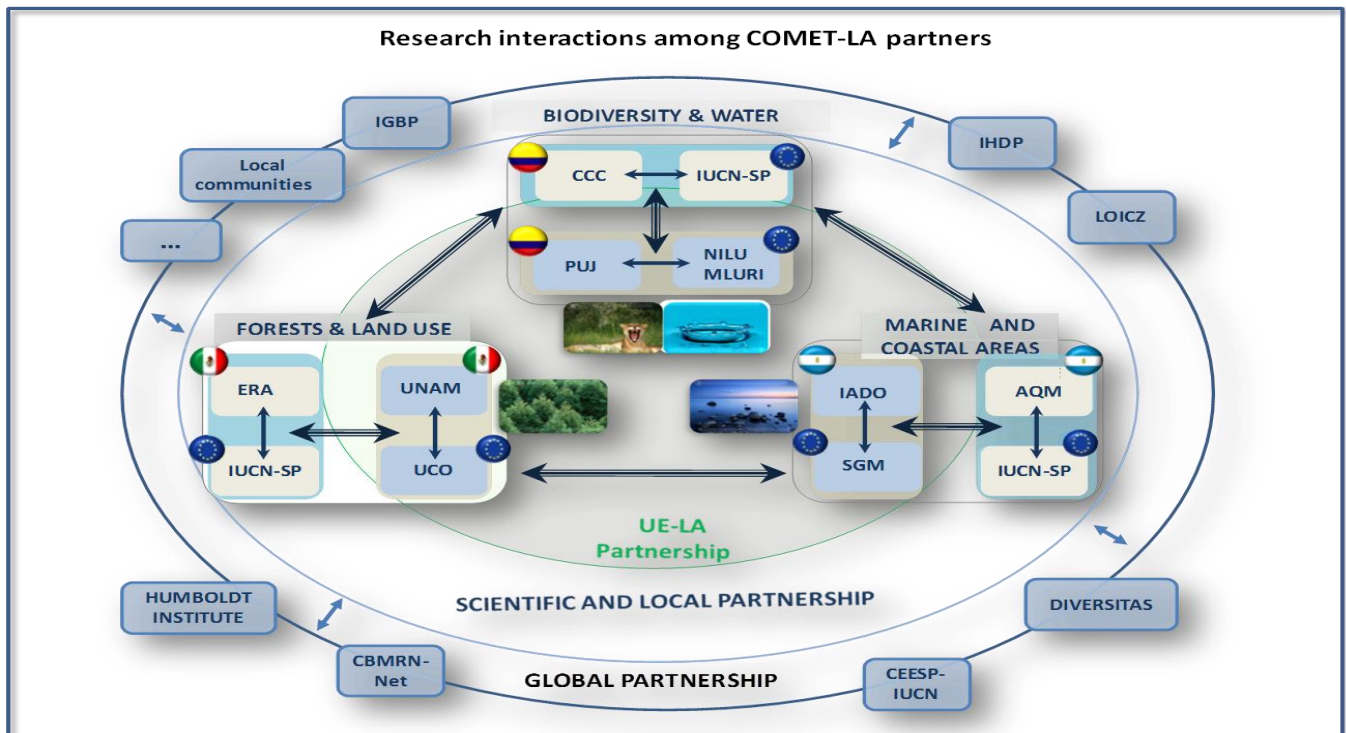 Research interactions among COMET-LA partners
IGBP
BIODIVERSITY & WATER
IHDP
Local
communities
CCC
IUCN-SP
LOICZ
...
PUJ
NILU
MLURI
FORESTS & LAND USE
MARINE AND
COASTAL AREAS
ERA
UNAM
IADO
AQM
IUCN-SP
UCO
SGM
IUCN-SP
UE-LA
Partnership
SCIENTIFIC AND LOCAL PARTNERSHIP
HUMBOLDT
INSTITUTE
DIVERSITAS
CBMRN-
Net
GLOBAL PARTNERSHIP
CEESP-
IUCN